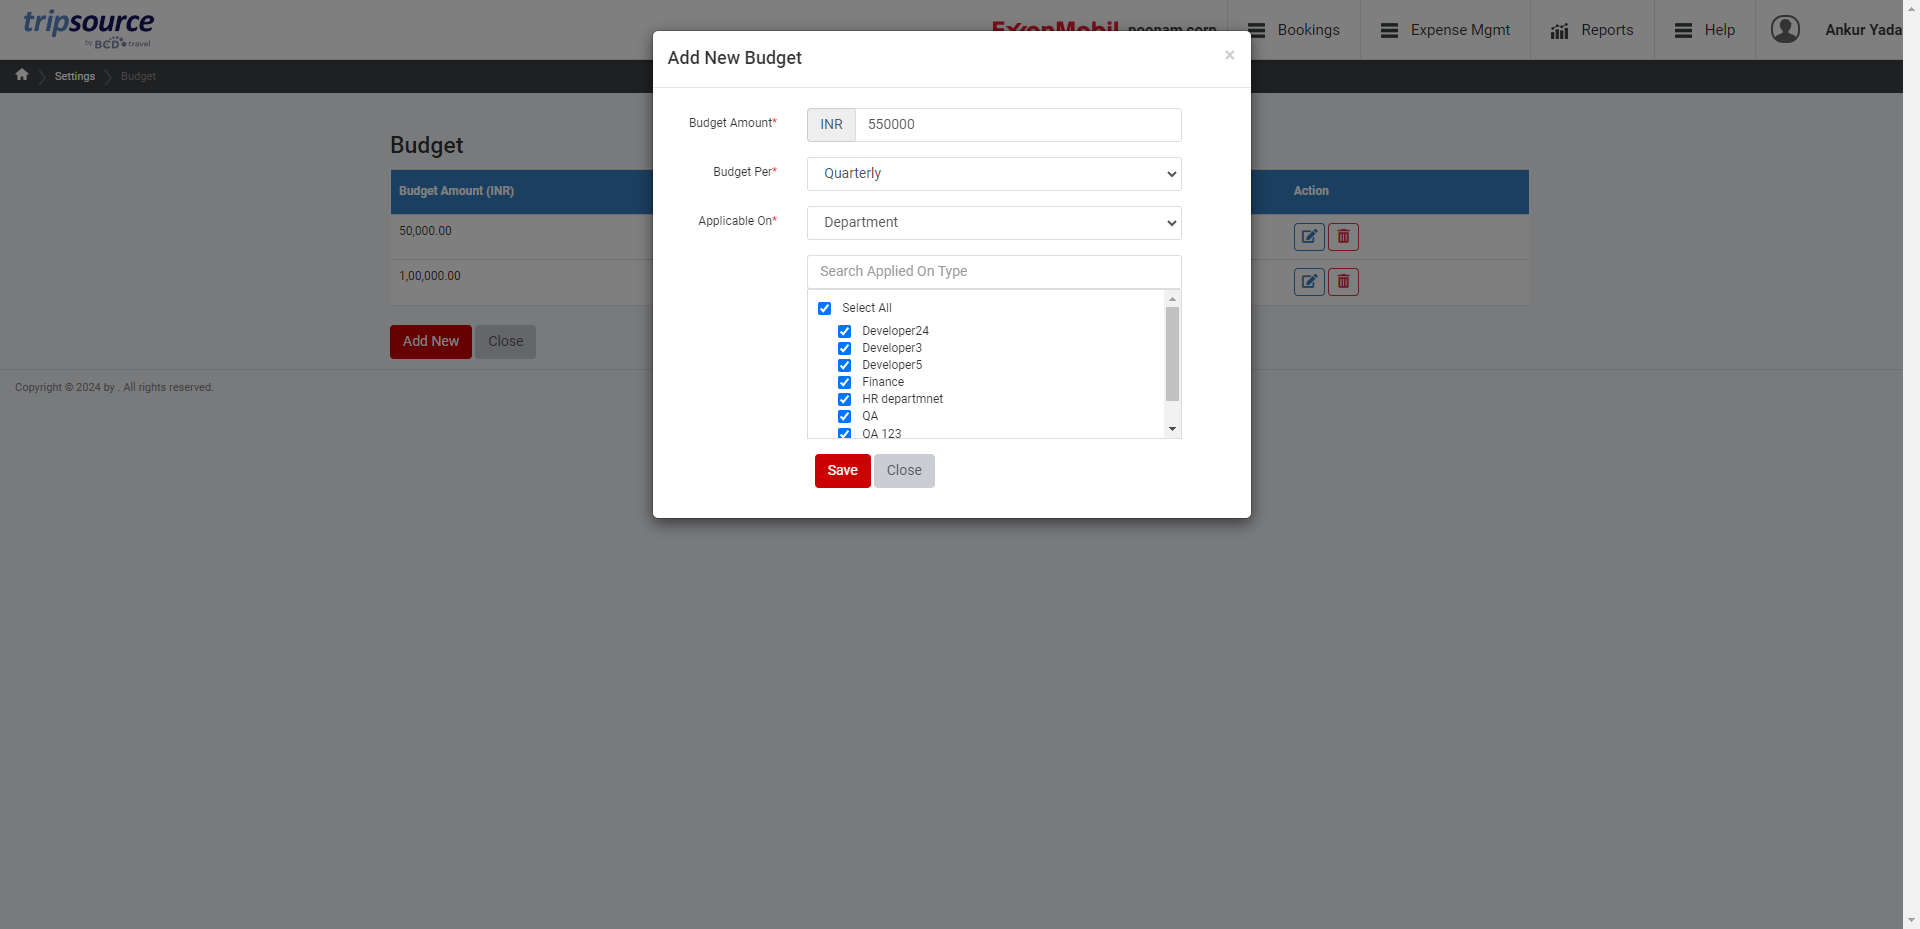 tripsource
by BCD travel
ExxonMobil poonam corp
Bookings
Expense Mgmt
Reports
Help
Ankur Yada
Settings
Budget
Budget
Budget Amount (INR)
Action
50,000.00
1,00,000.00
Add New
Close
Copyright © 2024 by . All rights reserved.
Add New Budget
×
Budget Amount*
INR
550000
Budget Per*
Quarterly
Applicable On*
Department
Search Applied On Type
Select All
Developer24
Developer3
Developer5
Finance
HR departmnet
QA
QA 123
Save
Close